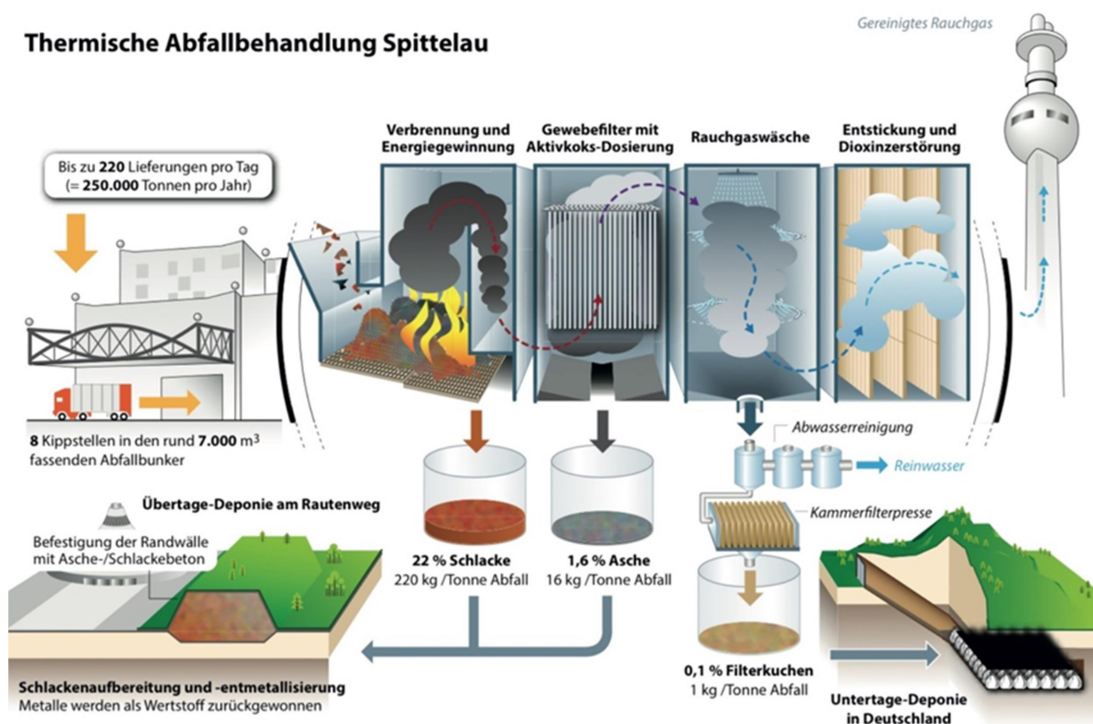 Thermische Abfallbehandlung Spittelau
Gereinigtes Rauchgas
Bis zu 220 Lieferungen pro Tag
(= 250.000 Tonnen pro Jahr)
Verbrennung und
Energiegewinnung
Gewebefilter mit
Aktivkoks-Dosierung
Rauchgaswäsche
Entstickung und
Dioxinzerstörung
8 Kippstellen in den rund 7.000 m³
fassenden Abfallbunker
Abwasserreinigung
Reinwasser
Kammerfilterpresse
Übertage-Deponie am Rautenweg
Befestigung der Randwälle
mit Asche-/Schlackebeton
22 % Schlacke
220 kg /Tonne Abfall
1,6 % Asche
16 kg /Tonne Abfall
0,1 % Filterkuchen
1 kg /Tonne Abfall
Schlackenaufbereitung und -entmetallisierung
Metalle werden als Wertstoff zurückgewonnen
Untertage-Deponie
in Deutschland